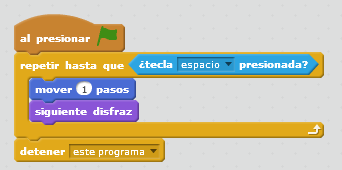 al presionar
repetir hasta que ¿tecla espacio presionada?
mover 1 pasos
siguiente disfraz
detener este programa